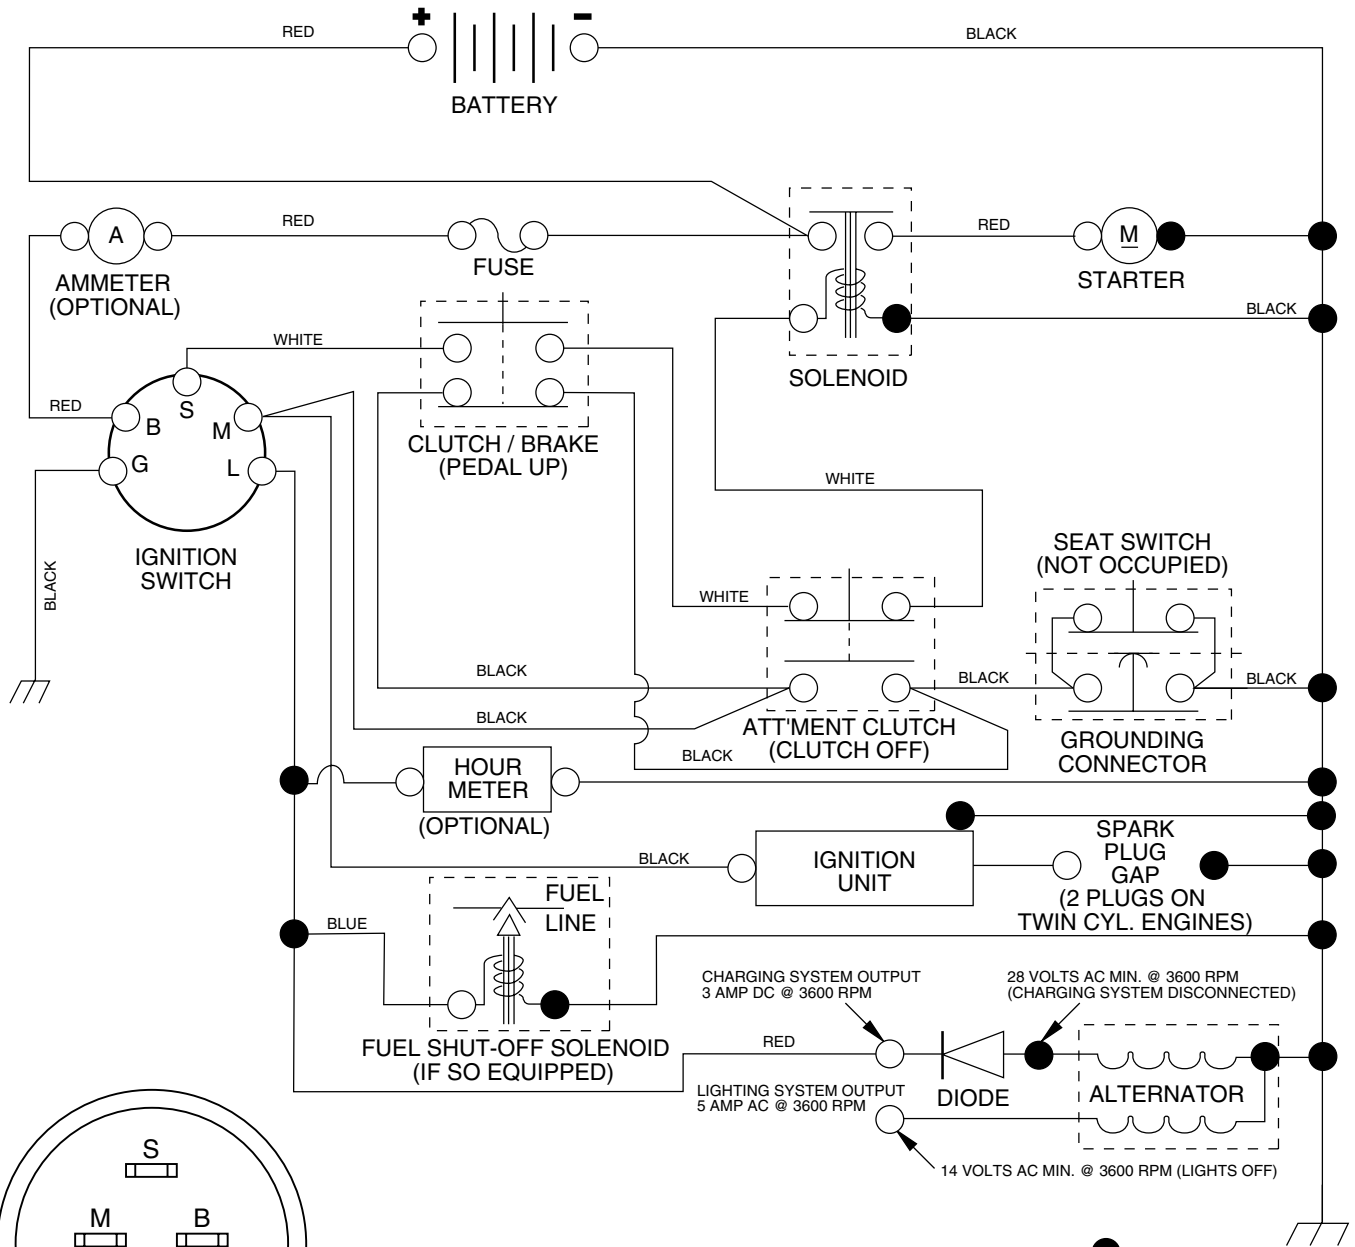 + -
RED
BLACK
BATTERY
A
RED
FUSE
RED
M
STARTER
AMMETER
(OPTIONAL)
WHITE
BLACK
SOLENOID
RED
S
B
M
G
L
CLUTCH / BRAKE
(PEDAL UP)
WHITE
IGNITION
SWITCH
BLACK
SEAT SWITCH
(NOT OCCUPIED)
WHITE
BLACK
BLACK
BLACK
BLACK
ATT'MENT CLUTCH
(CLUTCH OFF)
BLACK
GROUNDING
CONNECTOR
HOUR
METER
(OPTIONAL)
BLACK
IGNITION
UNIT
SPARK
PLUG
GAP
(2 PLUGS ON
TWIN CYL. ENGINES)
FUEL
LINE
BLUE
CHARGING SYSTEM OUTPUT
3 AMP DC @ 3600 RPM
28 VOLTS AC MIN. @ 3600 RPM
(CHARGING SYSTEM DISCONNECTED)
FUEL SHUT-OFF SOLENOID
(IF SO EQUIPPED)
RED
LIGHTING SYSTEM OUTPUT
5 AMP AC @ 3600 RPM
DIODE
ALTERNATOR
14 VOLTS AC MIN. @ 3600 RPM (LIGHTS OFF)
S
M B